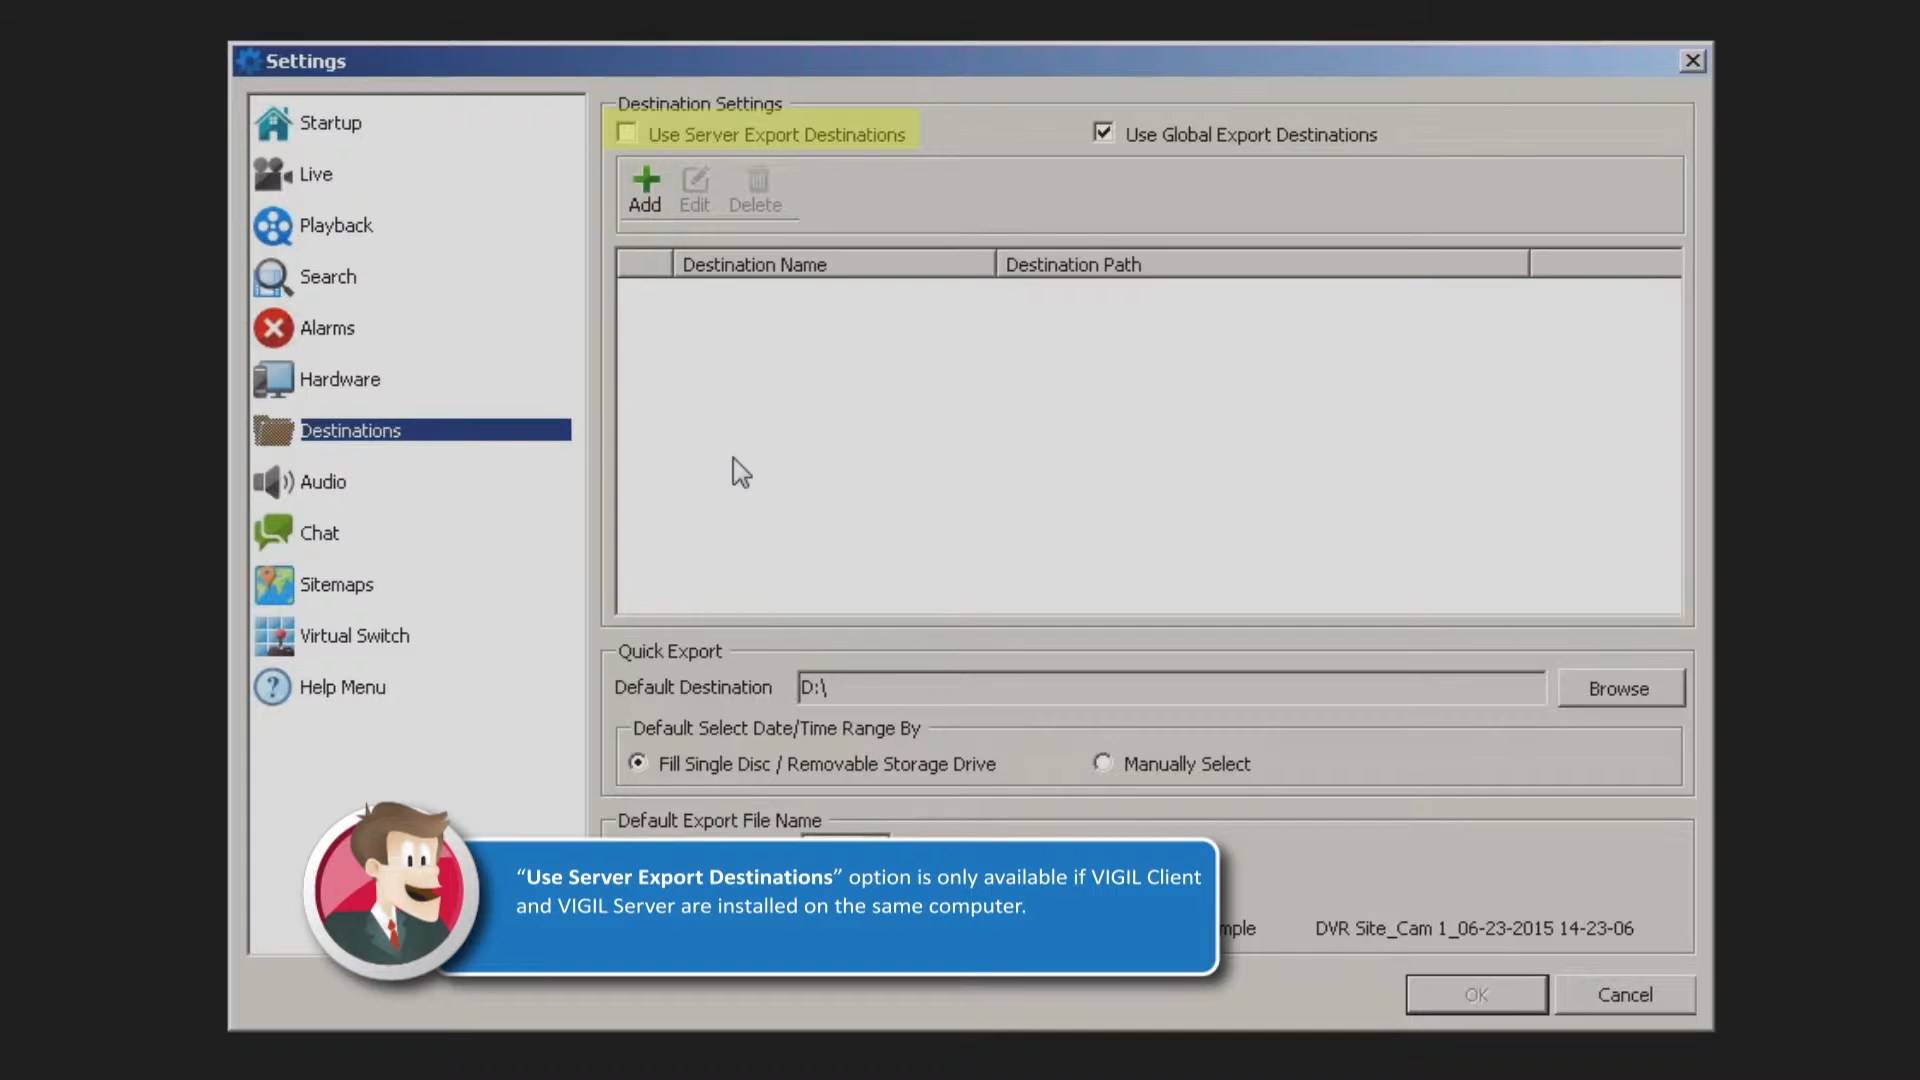 Settings
Startup
Live
Playback
Search
Alarms
Hardware
Destinations
Audio
Chat
Sitemaps
Virtual Switch
Help Menu
Destination Settings
Use Server Export Destinations
Use Global Export Destinations
Add Edit Delete
Destination Name Destination Path
Quick Export
Default Destination D:\ Browse
Default Select Date/Time Range By
Fill Single Disc / Removable Storage Drive Manually Select
Default Export File Name
“Use Server Export Destinations” option is only available if VIGIL Client
and VIGIL Server are installed on the same computer.
DVR Site_Cam 1_06-23-2015 14-23-06
OK Cancel